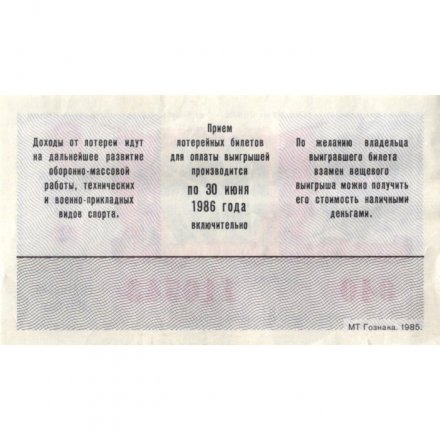 Доходы от лотереи идут
на дальнейшее развитие
оборонно-массовой
работы, технических
и военно-прикладных
видов спорта.
Прием
лотерейных билетов
для оплаты выигрышей
производится
по 30 июня
1986 года
включительно
По желанию владельца
выигравшего билета
взамен вещевого
выигрыша можно получить
его стоимость наличными
деньгами.
МТ Гознака. 1985.